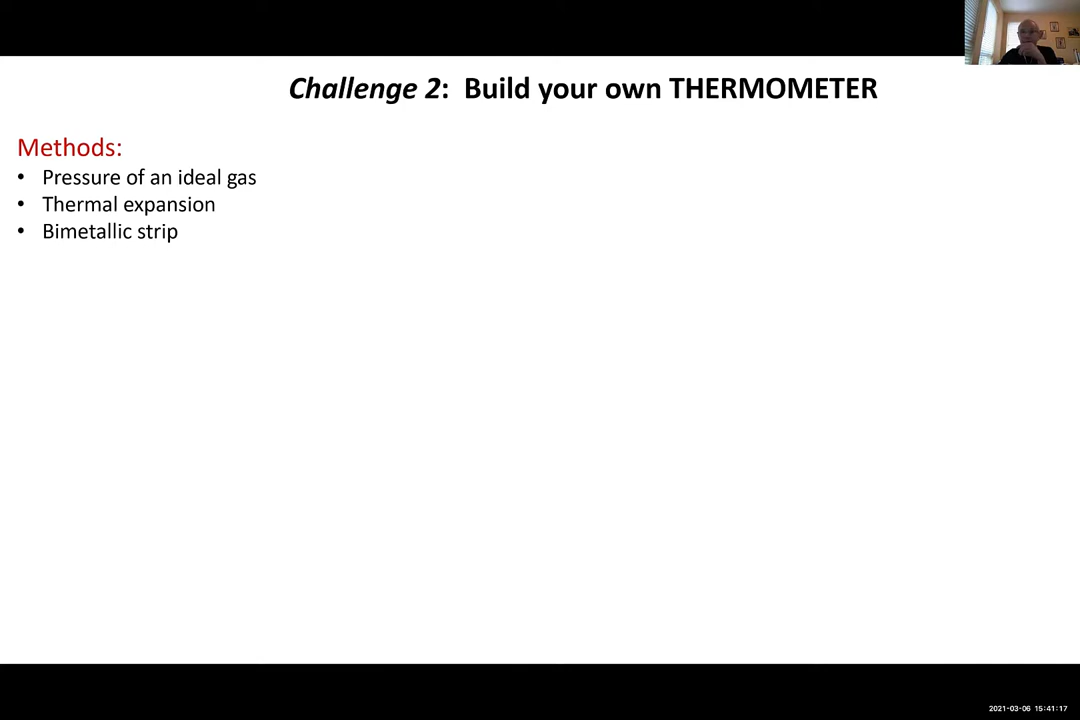 Challenge 2: Build your own THERMOMETER
Methods:
• Pressure of an ideal gas
• Thermal expansion
• Bimetallic strip
2021-03-06 15:41:17